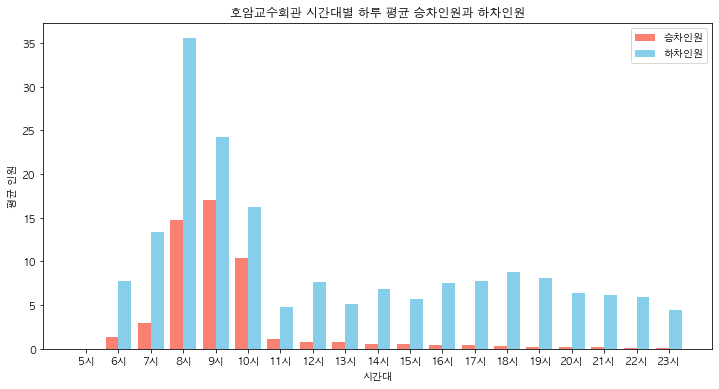 호암교수회관 시간대별 하루 평균 승차인원과 하차인원
승차인원
하차인원
평균 인원
35
30
25
20
15
10
5
0
5시 6시 7시 8시 9시 10시 11시 12시 13시 14시 15시 16시 17시 18시 19시 20시 21시 22시 23시
시간대